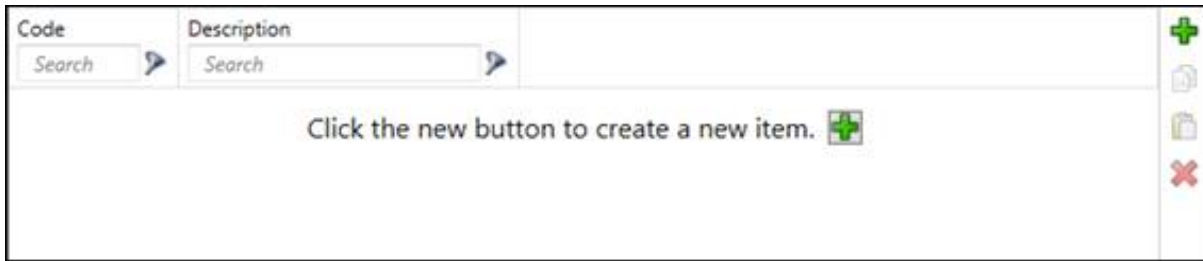 Code Description
Search Search
Click the new button to create a new item.